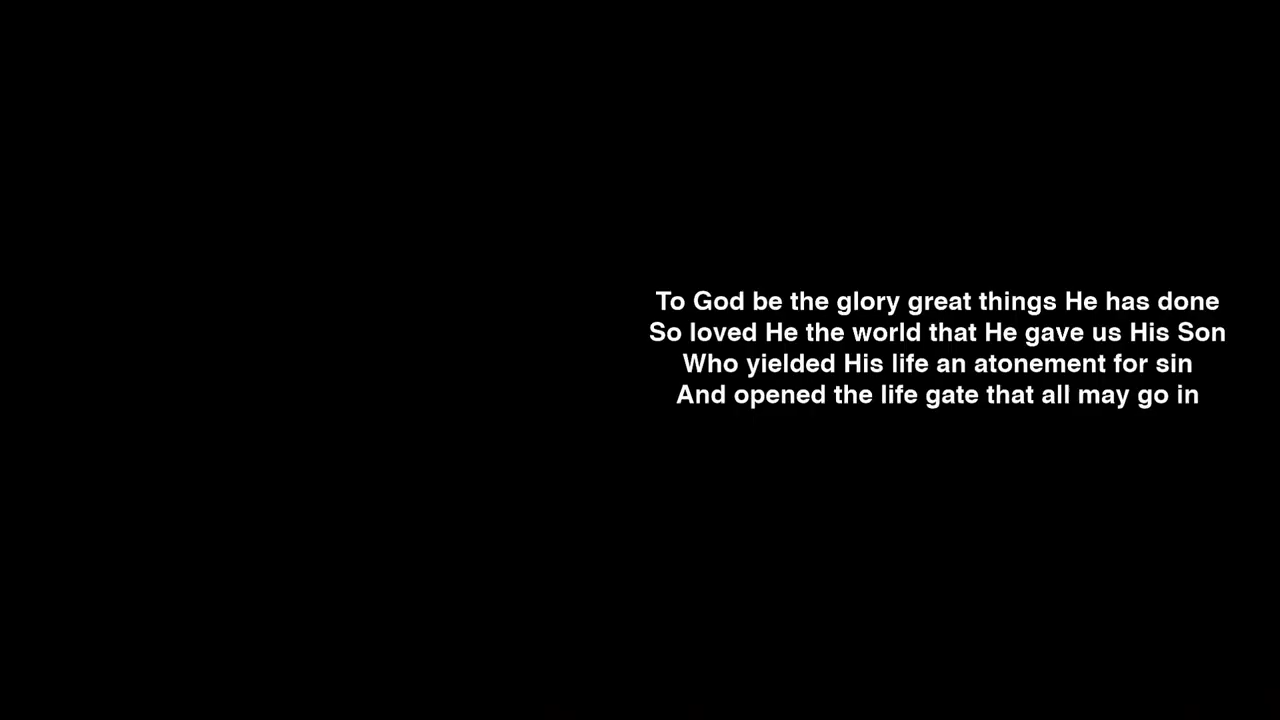 To God be the glory great things He has done
So loved He the world that He gave us His Son
Who yielded His life an atonement for sin
And opened the life gate that all may go in